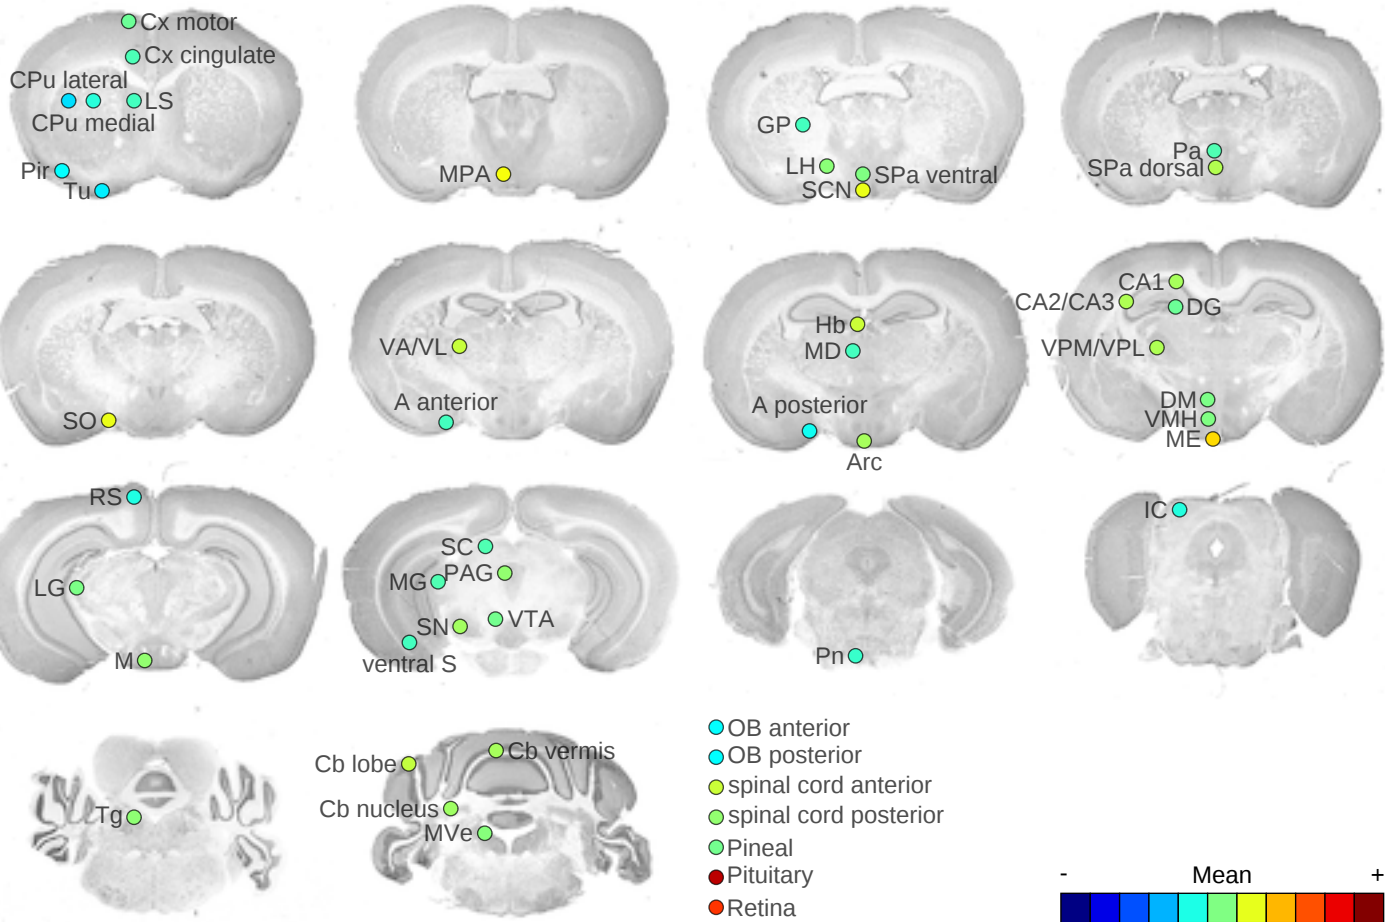 Cx motor
Cx cingulate
CPu lateral
LS
CPu medial
Pir
Tu
MPA
GP
LH
SPa ventral
SCN
Pa
SPa dorsal
SO
VA/VL
A anterior
Hb
MD
A posterior
Arc
CA1
CA2/CA3
DG
VPM/VPL
DM
VMH
ME
RS
LG
M
SC
MG
PAG
SN
VTA
ventral S
Pn
IC
Tg
Cb lobe
Cb vermis
Cb nucleus
MVe
OB anterior
OB posterior
spinal cord anterior
spinal cord posterior
Pineal
Pituitary
Retina
- Mean +